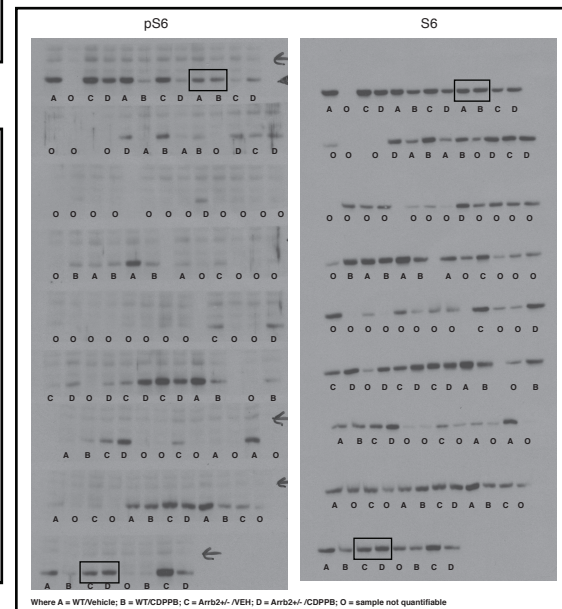 pS6
A O C D A B C D A B C D
O O O D A B A B O D C D
O O O O O O O D O O O O
O B A B A B A O C O O O
O O O O O O O O C O O D
C D O D C D C D A B O B
A B C D O O C O A O A O
A O C O A B C D A B C O
A B C D O B C D
S6
A O C D A B C D A B C D
O O O D A B A B O D C D
O O O O O O O D O O O O
O B A B A B A O C O O O
O O O O O O O O C O O D
C D O D C D C D A B O B
A B C D O O C O A O A O
A O C O A B C D A B C O
A B C D O B C D
Where A = WT/Vehicle; B = WT/CDPPB; C = Arrb2+/- /VEH; D = Arrb2+/- /CDPPB; O = sample not quantifiable